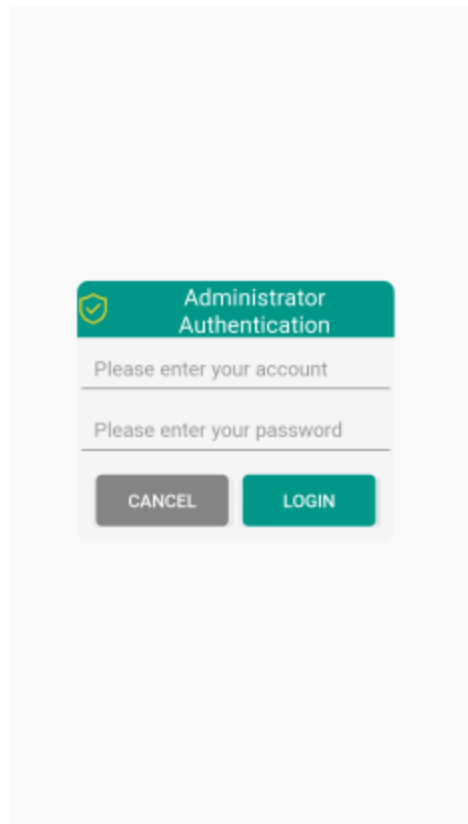 Administrator
Authentication
Please enter your account
Please enter your password
CANCEL LOGIN